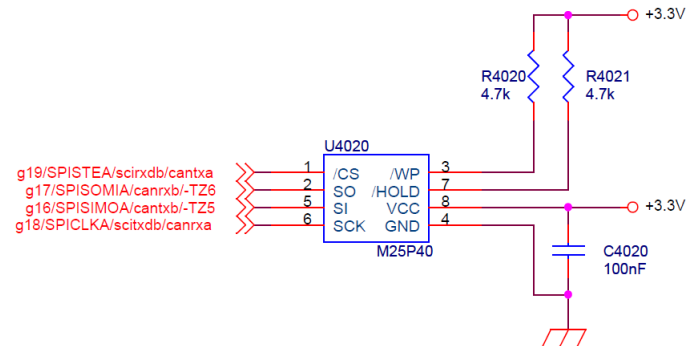 +3.3V
R4020
4.7k
R4021
4.7k
U4020
g19/SPISTEA/scirxdb/cantxa 1 /CS /WP 3
g17/SPISOMIA/canrxb/-TZ6 2 SO /HOLD 7
g16/SPISIMOA/cantxb/-TZ5 5 SI VCC 8 +3.3V
g18/SPICLKA/scitxdb/canrxa 6 SCK GND 4
M25P40
C4020
100nF